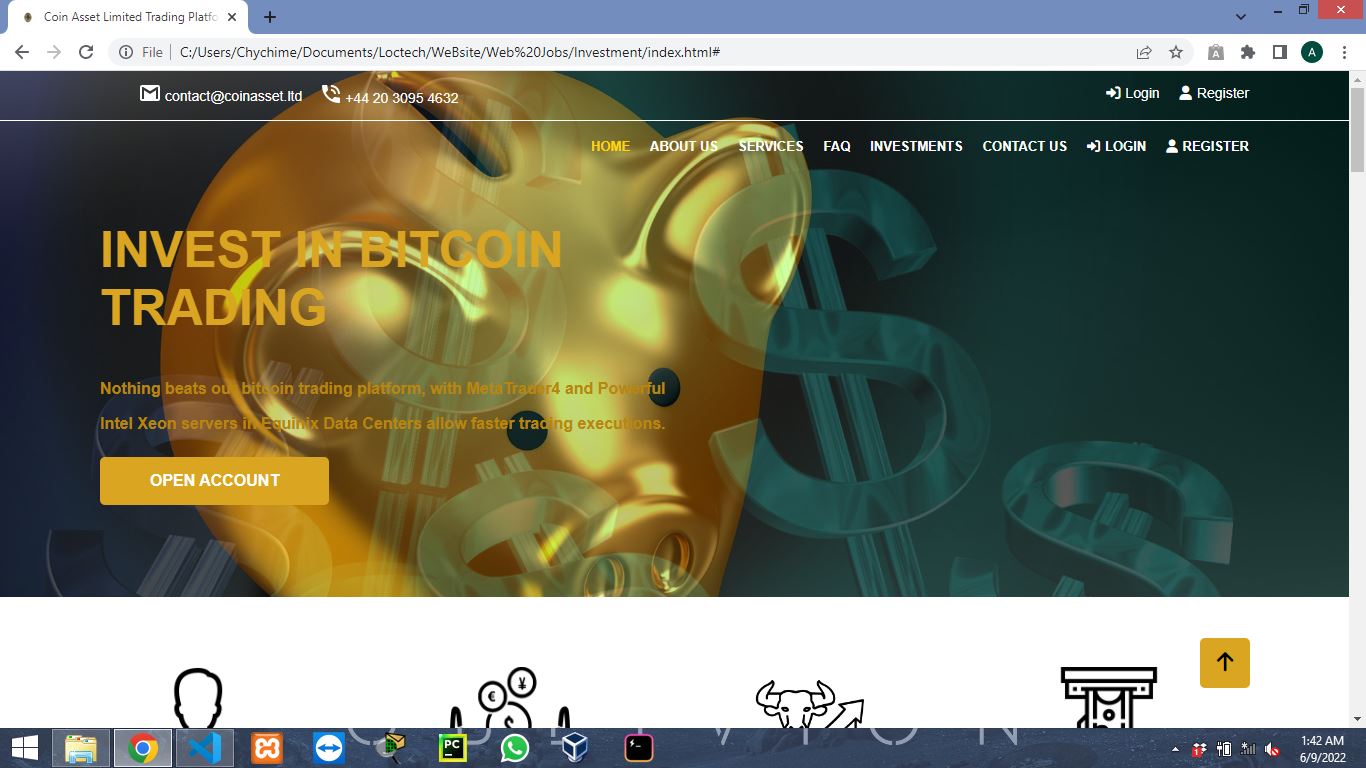 Coin Asset Limited Trading Platfo
File
C:/Users/Chychime/Documents/Loctech/WeBsite/Web%20Jobs/Investment/index.html#
A
A
contact@coinasset.ltd
+44 20 3095 4632
Login
Register
HOME
ABOUT US
SERVICES
FAQ
INVESTMENTS
CONTACT US
LOGIN
REGISTER
INVEST IN BITCOIN
TRADING
Nothing beats our bitcoin trading platform, with MetaTrader4 and Powerful
Intel Xeon servers in Equinix Data Centers allow faster trading executions.
OPEN ACCOUNT
PC
1:42 AM
6/9/2022